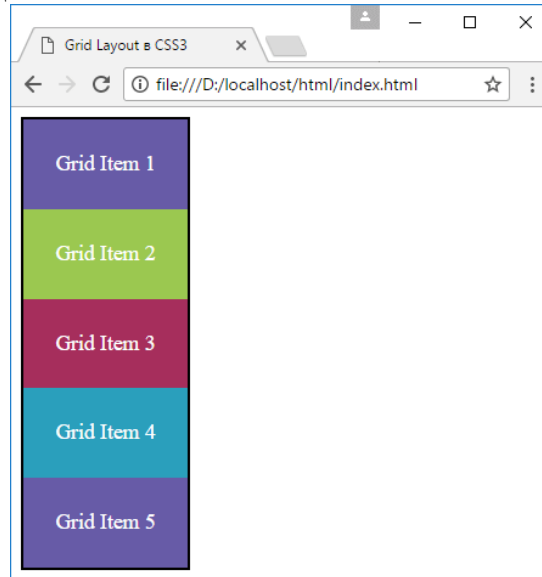 Grid Layout в CSS3
file:///D:/localhost/html/index.html
Grid Item 1
Grid Item 2
Grid Item 3
Grid Item 4
Grid Item 5